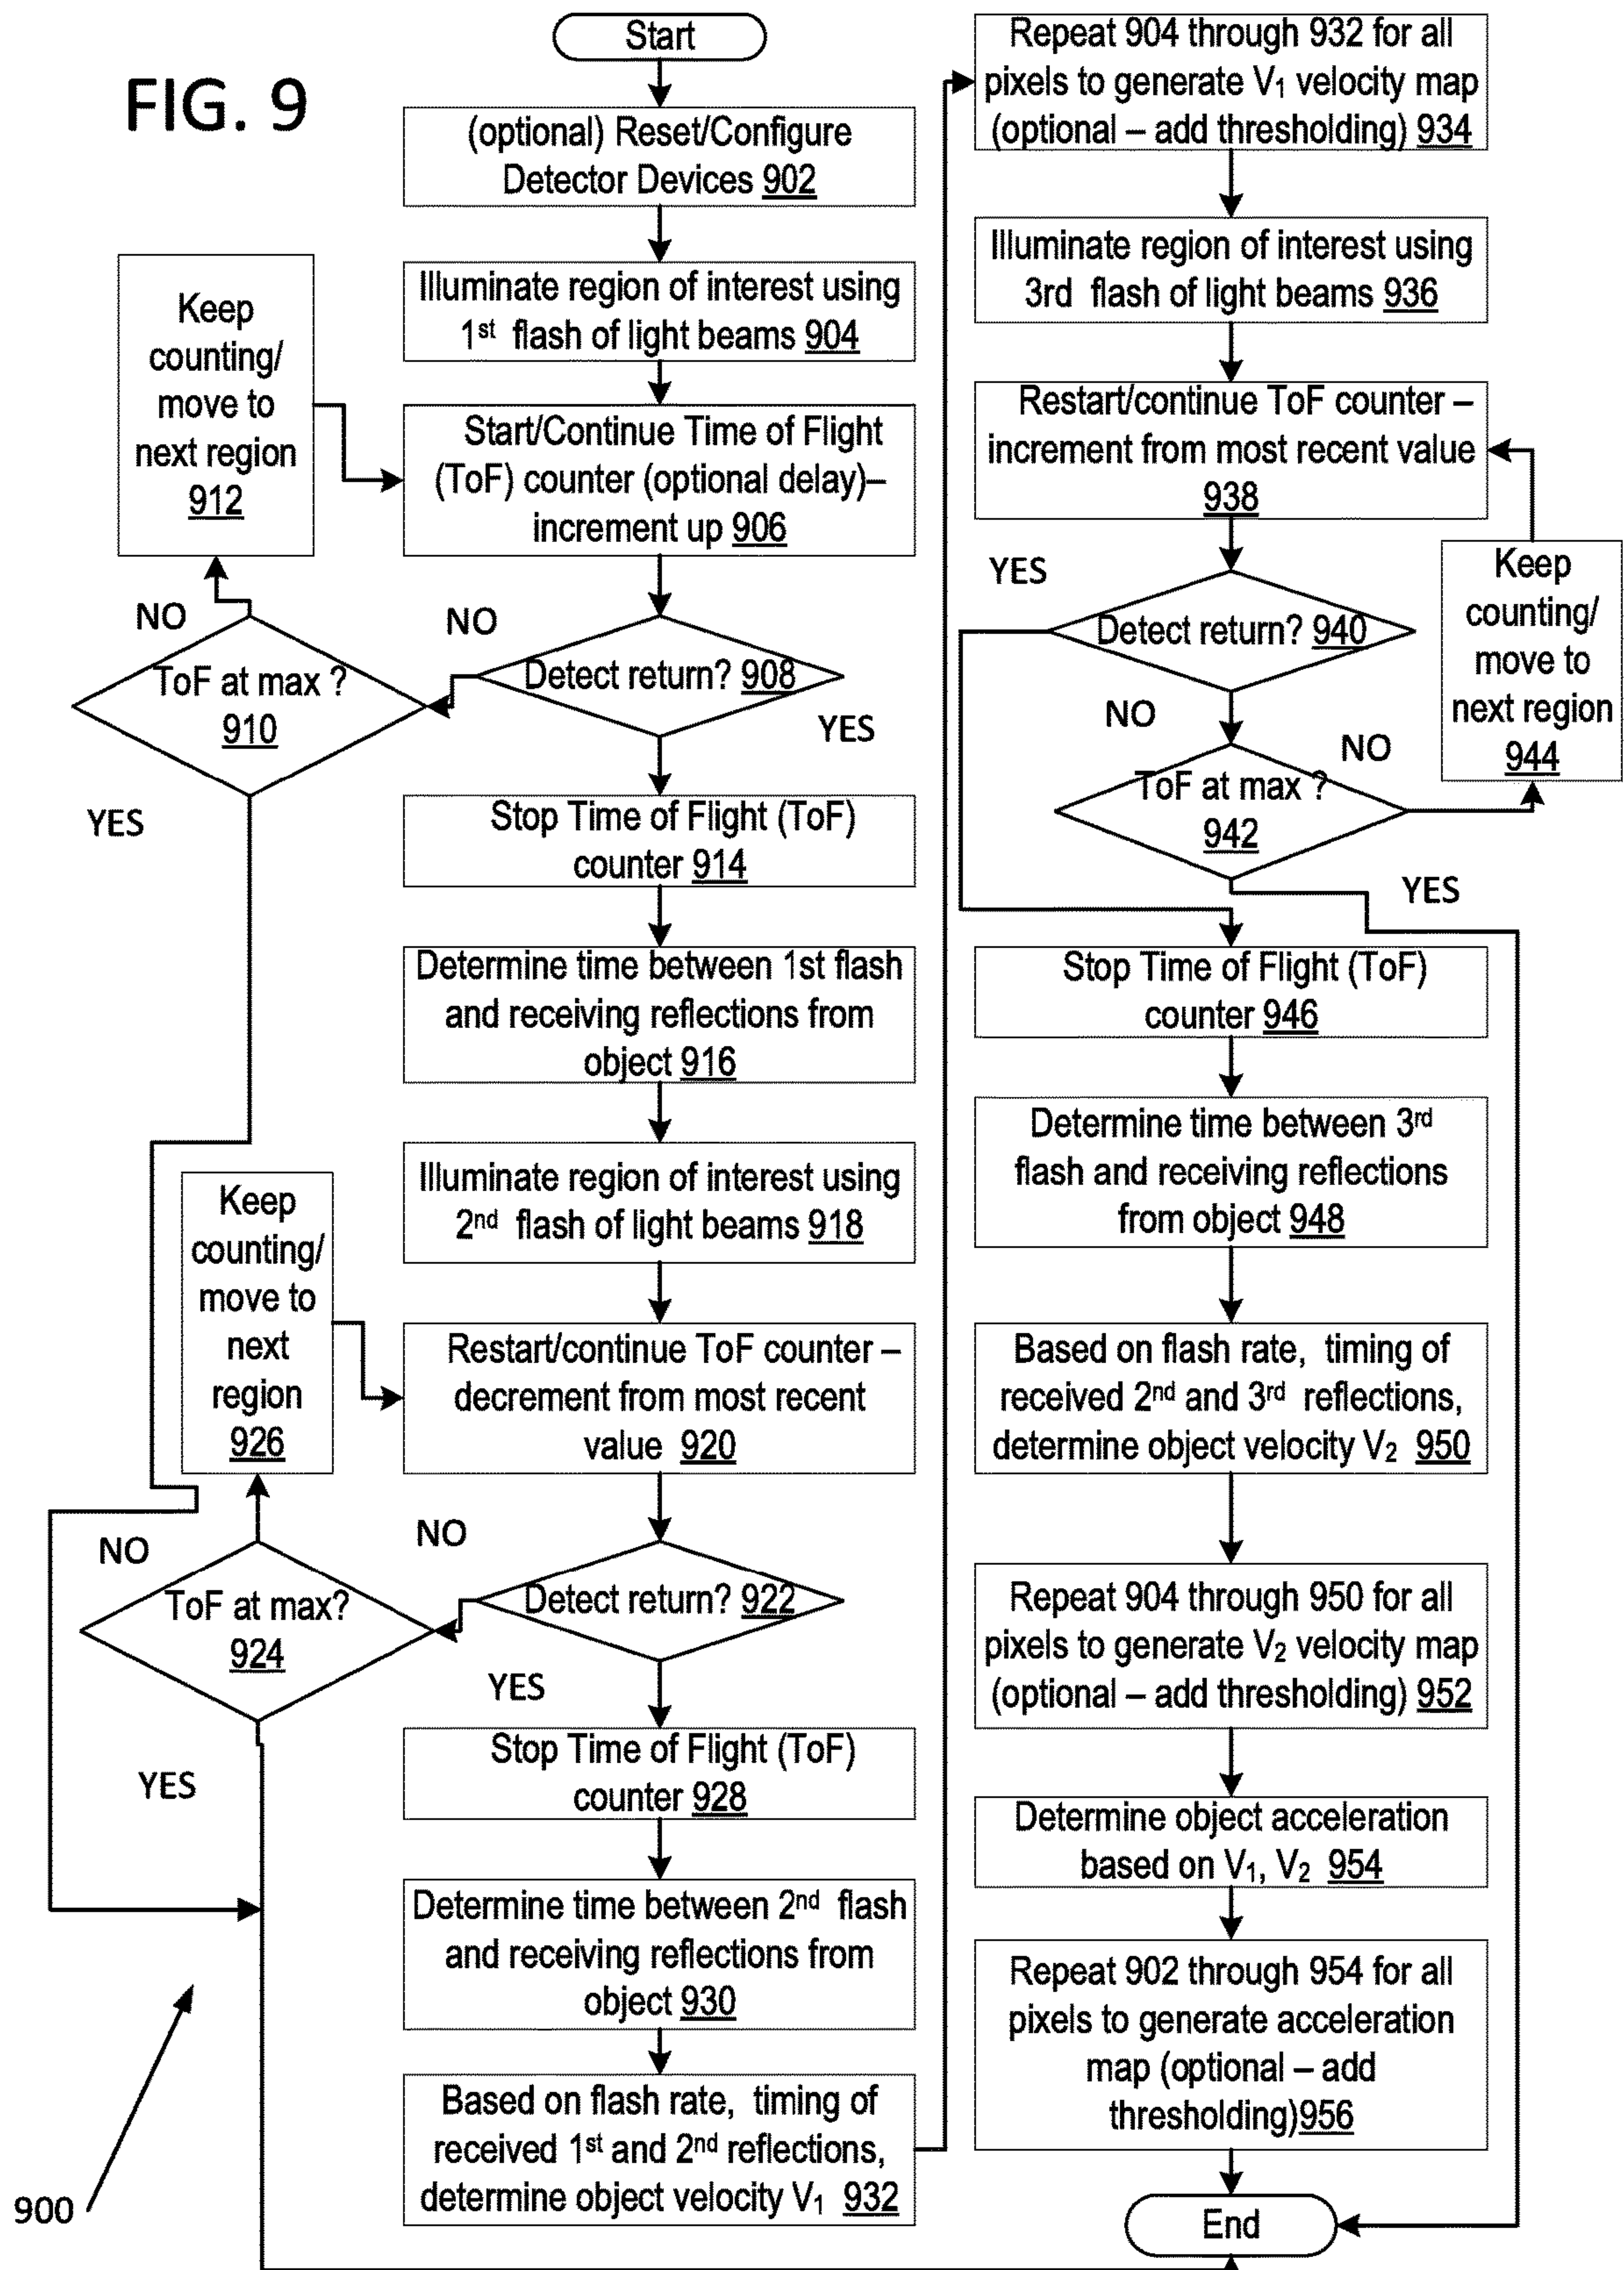 FIG. 9
Start
(optional) Reset/Configure
Detector Devices 902
Illuminate region of interest using
1st flash of light beams 904
Keep
counting/
move to
next region
912
Start/Continue Time of Flight
(ToF) counter (optional delay)–
increment up 906
NO
NO
ToF at max ?
910
Detect return? 908
YES
YES
Stop Time of Flight (ToF)
counter 914
Determine time between 1st flash
and receiving reflections from
object 916
Illuminate region of interest using
2nd flash of light beams 918
Keep
counting/
move to
next
region
926
Restart/continue ToF counter –
decrement from most recent
value 920
NO
NO
ToF at max?
924
Detect return? 922
YES
YES
Stop Time of Flight (ToF)
counter 928
Determine time between 2nd flash
and receiving reflections from
object 930
Based on flash rate, timing of
received 1st and 2nd reflections,
determine object velocity V1 932
900
Repeat 904 through 932 for all
pixels to generate V1 velocity map
(optional – add thresholding) 934
Illuminate region of interest using
3rd flash of light beams 936
Restart/continue ToF counter –
increment from most recent value
938
YES
Detect return? 940
Keep
counting/
move to
next region
944
NO
NO
ToF at max ?
942
YES
Stop Time of Flight (ToF)
counter 946
Determine time between 3rd
flash and receiving reflections
from object 948
Based on flash rate, timing of
received 2nd and 3rd reflections,
determine object velocity V2 950
Repeat 904 through 950 for all
pixels to generate V2 velocity map
(optional – add thresholding) 952
Determine object acceleration
based on V1, V2 954
Repeat 902 through 954 for all
pixels to generate acceleration
map (optional – add
thresholding)956
End